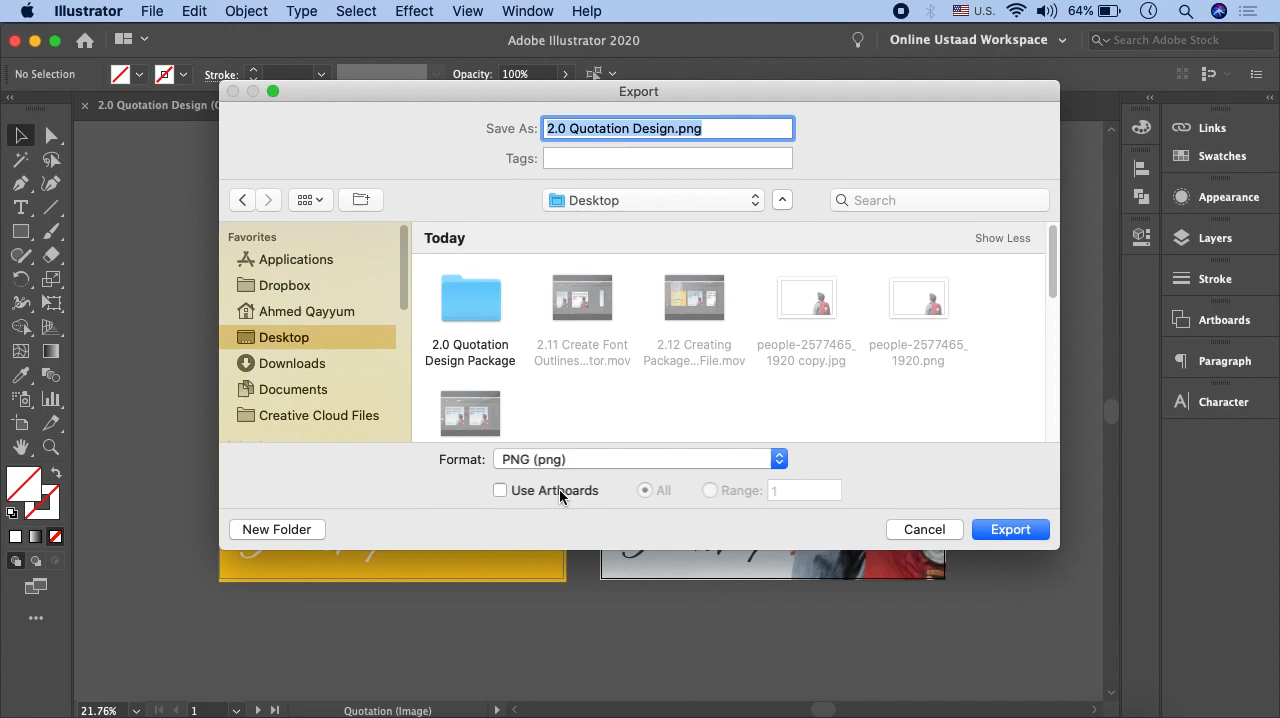 Illustrator File Edit Object Type Select Effect View Window Help U.S. 64%
Adobe Illustrator 2020 Online Ustaad Workspace Search Adobe Stock
No Selection Stroke: Opacity: 100%
2.0 Quotation Design
Export
Save As: 2.0 Quotation Design.png
Tags:
Desktop Search
Favorites
Applications
Dropbox
Ahmed Qayyum
Desktop
Downloads
Documents
Creative Cloud Files
Today Show Less
2.0 Quotation
Design Package
2.11 Create Font
Outlines...tor.mov
2.12 Creating
Package...File.mov
people-2577465_
1920 copy.jpg
people-2577465_
1920.png
Format: PNG (png)
Use Artboards All Range: 1
New Folder Cancel Export
Links
Swatches
Appearance
Layers
Stroke
Artboards
Paragraph
Character
21.76% 1 Quotation (Image)